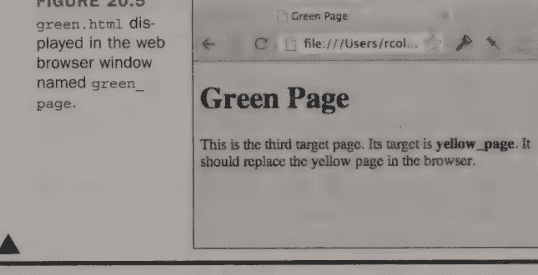 FIGURE 20.5
green.html dis-
played in the web
browser window
named green_
page.
Green Page
file:///Users/rcol...
Green Page
This is the third target page. Its target is yellow_page. It
should replace the yellow page in the browser.